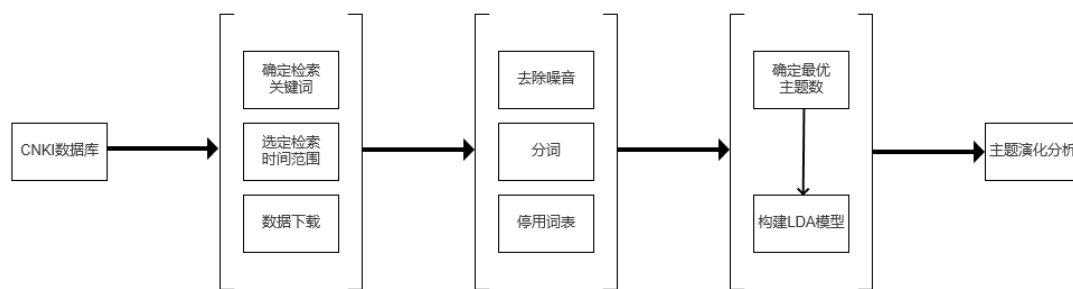 CNKI数据库
确定检索
关键词
选定检索
时间范围
数据下载
去除噪音
分词
停用词表
确定最优
主题数
构建LDA模型
主题演化分析